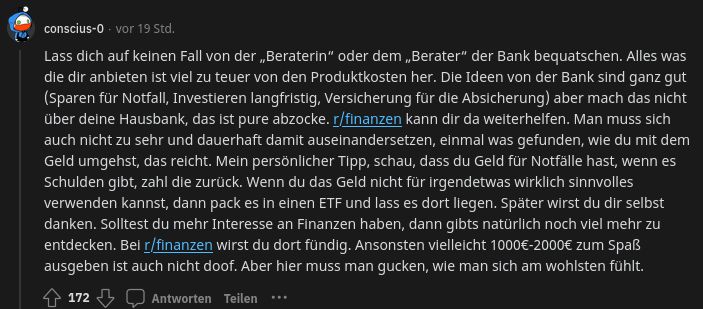 conscius-0 · vor 19 Std.
Lass dich auf keinen Fall von der „Beraterin“ oder dem „Berater“ der Bank bequatschen. Alles was
die dir anbieten ist viel zu teuer von den Produktkosten her. Die Ideen von der Bank sind ganz gut
(Sparen für Notfall, Investieren langfristig, Versicherung für die Absicherung) aber mach das nicht
über deine Hausbank, das ist pure abzocke. r/finanzen kann dir da weiterhelfen. Man muss sich
auch nicht zu sehr und dauerhaft damit auseinandersetzen, einmal was gefunden, wie du mit dem
Geld umgehst, das reicht. Mein persönlicher Tipp, schau, dass du Geld für Notfälle hast, wenn es
Schulden gibt, zahl die zurück. Wenn du das Geld nicht für irgendetwas wirklich sinnvolles
verwenden kannst, dann pack es in einen ETF und lass es dort liegen. Später wirst du dir selbst
danken. Solltest du mehr Interesse an Finanzen haben, dann gibts natürlich noch viel mehr zu
entdecken. Bei r/finanzen wirst du dort fündig. Ansonsten vielleicht 1000€-2000€ zum Spaß
ausgeben ist auch nicht doof. Aber hier muss man gucken, wie man sich am wohlsten fühlt.
172 Antworten Teilen ···